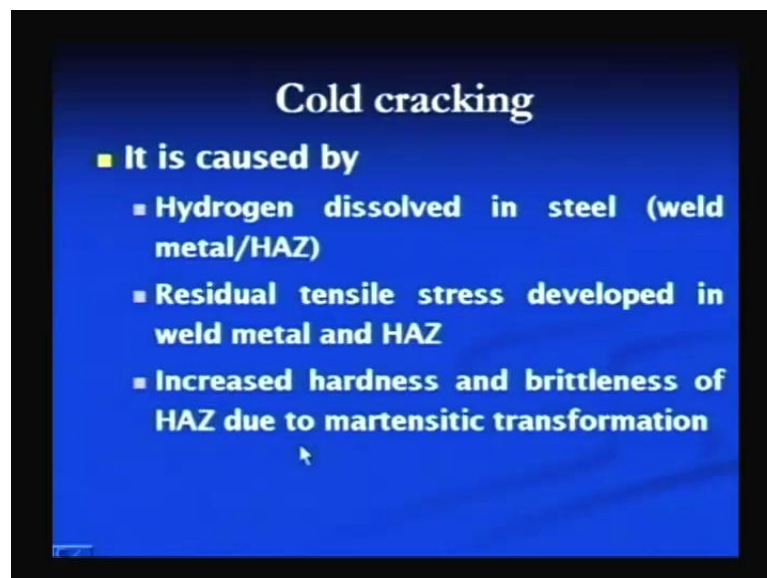 Cold cracking
It is caused by
Hydrogen dissolved in steel (weld
metal/HAZ)
Residual tensile stress developed in
weld metal and HAZ
Increased hardness and brittleness of
HAZ due to martensitic transformation